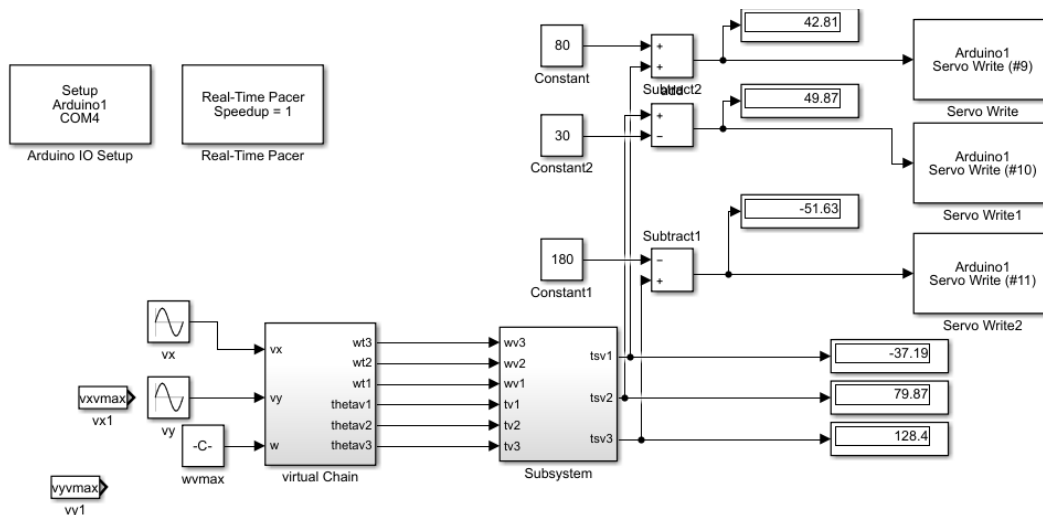 Setup
Arduino1
COM4
Arduino IO Setup
Real-Time Pacer
Speedup = 1
Real-Time Pacer
80
Constant
+
+
Subtract2
42.81
Arduino1
Servo Write (#9)
Servo Write
add
30
Constant2
+
−
49.87
Arduino1
Servo Write (#10)
Servo Write1
180
Constant1
Subtract1
−
+
-51.63
Arduino1
Servo Write (#11)
Servo Write2
vx
vxvmax
vx1
vy
-C-
wvmax
vyvmax
vy1
vx
vy
w
wt3
wt2
wt1
thetav1
thetav2
thetav3
virtual Chain
wv3
wv2
wv1
tv1
tv2
tv3
tsv1
tsv2
tsv3
Subsystem
-37.19
79.87
128.4